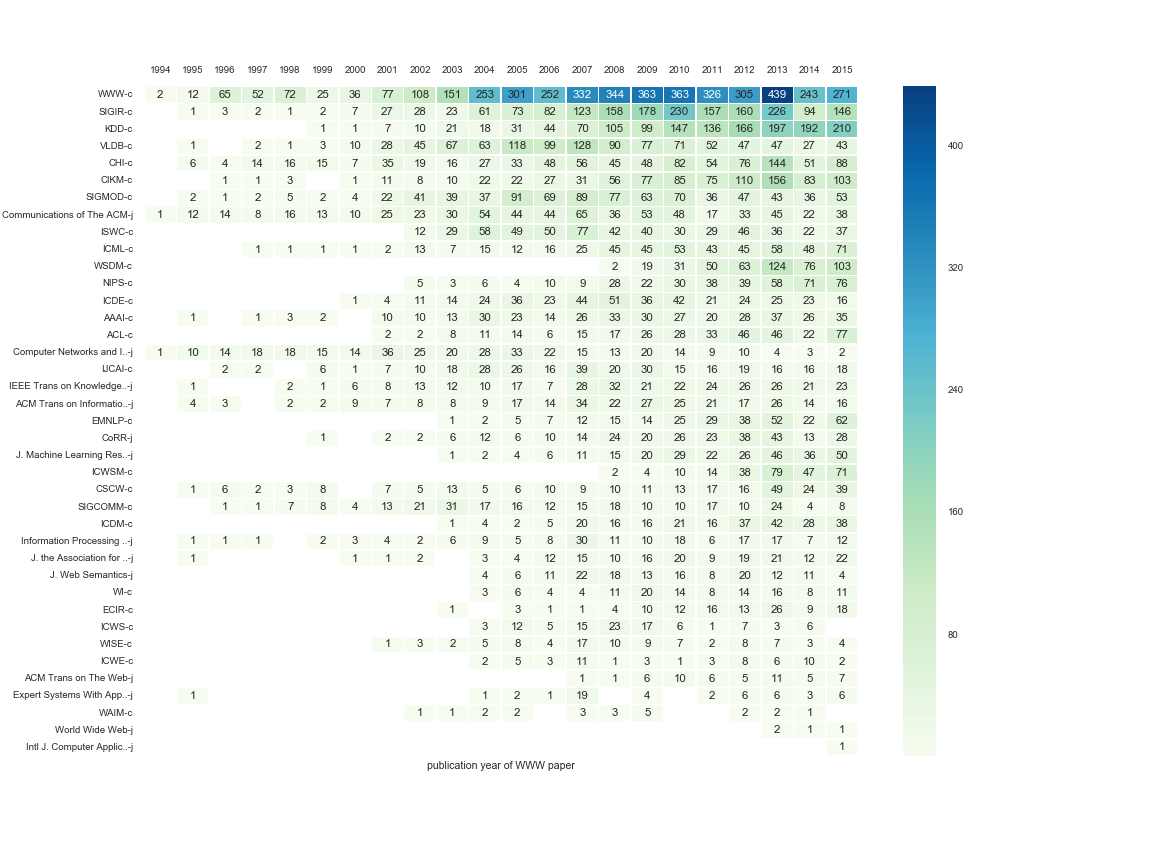 1994 1995 1996 1997 1998 1999 2000 2001 2002 2003 2004 2005 2006 2007 2008 2009 2010 2011 2012 2013 2014 2015
WWW-c 2 12 65 52 72 25 36 77 108 151 253 301 252 332 344 363 363 326 305 439 243 271
SIGIR-c 1 3 2 1 2 7 27 28 23 61 73 82 123 158 178 230 157 160 226 94 146
KDD-c 1 1 7 10 21 18 31 44 70 105 99 147 136 166 197 192 210
VLDB-c 1 2 1 3 10 28 45 67 63 118 99 128 90 77 71 52 47 47 27 43
400
CHI-c 6 4 14 16 15 7 35 19 16 27 33 48 56 45 48 82 54 76 144 51 88
CIKM-c 1 1 3 1 11 8 10 22 22 27 31 56 77 85 75 110 156 83 103
SIGMOD-c 2 1 2 5 2 4 22 41 39 37 91 69 89 77 63 70 36 47 43 36 53
Communications of The ACM-j 1 12 14 8 16 13 10 25 23 30 54 44 44 65 36 53 48 17 33 45 22 38
ISWC-c 12 29 58 49 50 77 42 40 30 29 46 36 22 37
ICML-c 1 1 1 1 2 13 7 15 12 16 25 45 45 53 43 45 58 48 71
WSDM-c 2 19 31 50 63 124 76 103
320
NIPS-c 5 3 6 4 10 9 28 22 30 38 39 58 71 76
ICDE-c 1 4 11 14 24 36 23 44 51 36 42 21 24 25 23 16
AAAI-c 1 1 3 2 10 10 13 30 23 14 26 33 30 27 20 28 37 26 35
ACL-c 2 2 8 11 14 6 15 17 26 28 33 46 46 22 77
Computer Networks and I..-j 1 10 14 18 18 15 14 36 25 20 28 33 22 15 13 20 14 9 10 4 3 2
IJCAI-c 2 2 6 1 7 10 18 28 26 16 39 20 30 15 16 19 16 16 18
IEEE Trans on Knowledge..-j 1 2 1 6 8 13 12 10 17 7 28 32 21 22 24 26 26 21 23
240
ACM Trans on Informatio..-j 4 3 2 2 9 7 8 8 9 17 14 34 22 27 25 21 17 26 14 16
EMNLP-c 1 2 5 7 12 15 14 25 29 38 52 22 62
CoRR-j 1 2 2 6 12 6 10 14 24 20 26 23 38 43 13 28
J. Machine Learning Res..-j 1 2 4 6 11 15 20 29 22 26 46 36 50
ICWSM-c 2 4 10 14 38 79 47 71
CSCW-c 1 6 2 3 8 7 5 13 5 6 10 9 10 11 13 17 16 49 24 39
SIGCOMM-c 1 1 7 8 4 13 21 31 17 16 12 15 18 10 10 17 10 24 4 8
160
ICDM-c 1 4 2 5 20 16 16 21 16 37 42 28 38
Information Processing ..-j 1 1 1 2 3 4 2 6 9 5 8 30 11 10 18 6 17 17 7 12
J. the Association for ..-j 1 1 1 2 3 4 12 15 10 16 20 9 19 21 12 22
J. Web Semantics-j 4 6 11 22 18 13 16 8 20 12 11 4
WI-c 3 6 4 4 11 20 14 8 14 16 8 11
ECIR-c 1 3 1 1 4 10 12 16 13 26 9 18
ICWS-c 3 12 5 15 23 17 6 1 7 3 6
80
WISE-c 1 3 2 5 8 4 17 10 9 7 2 8 7 3 4
ICWE-c 2 5 3 11 1 3 1 3 8 6 10 2
ACM Trans on The Web-j 1 1 6 10 6 5 11 5 7
Expert Systems With App..-j 1 1 2 1 19 4 2 6 6 3 6
WAIM-c 1 1 2 2 3 3 5 2 2 1
World Wide Web-j 2 1 1
Intl J. Computer Applic..-j 1
publication year of WWW paper